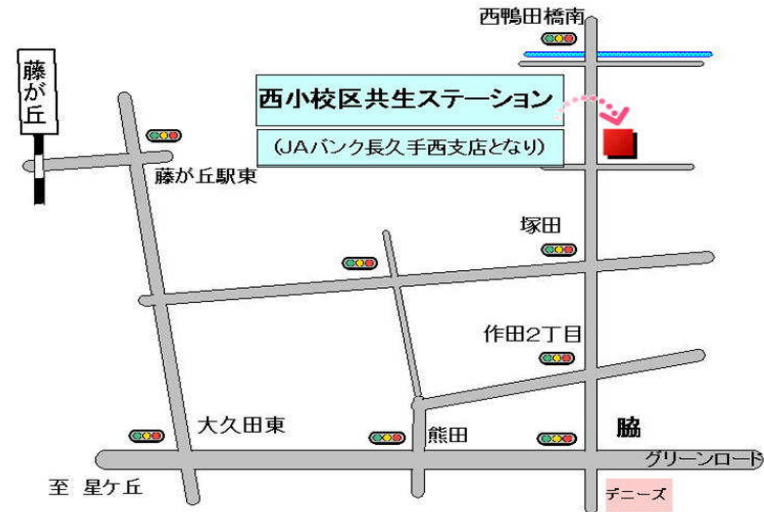 西鴨田橋南
藤が丘
西小校区共生ステーション
(JAバンク長久手西支店となり)
藤が丘駅東
塚田
作田2丁目
大久田東
熊田
脇
グリーンロード
至 星ケ丘
デニーズ